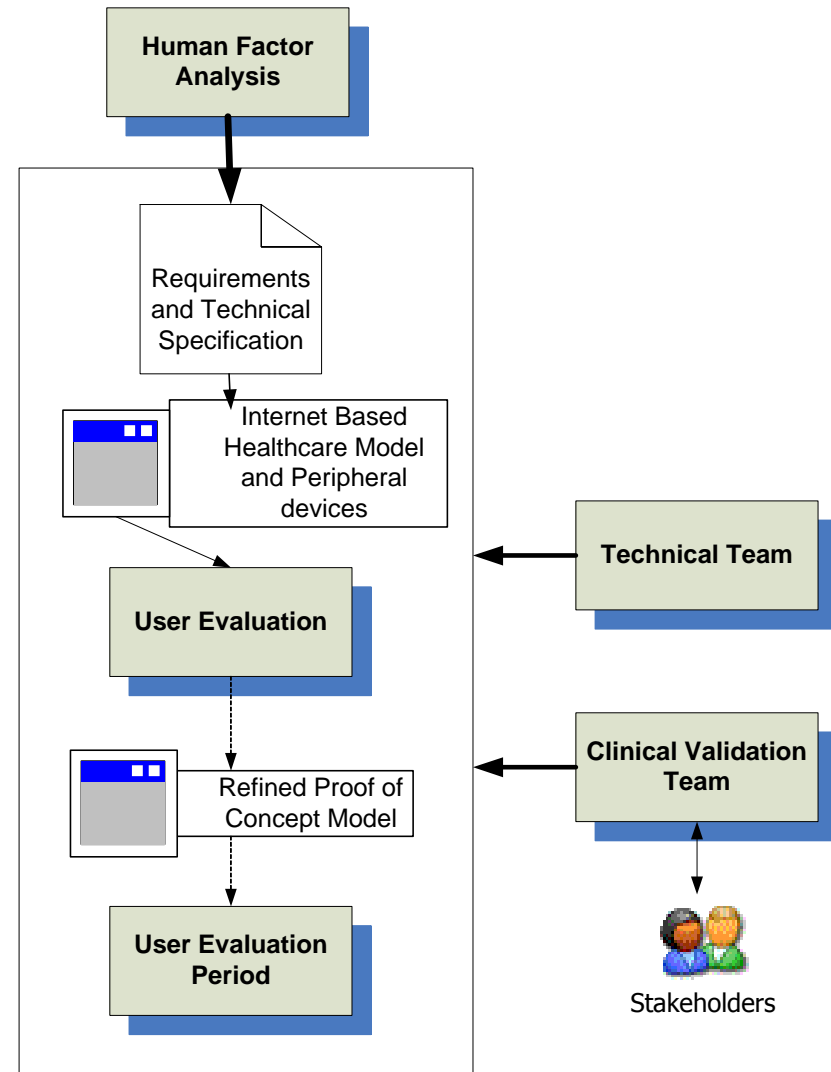 Human Factor
Analysis
Requirements
and Technical
Specification
Internet Based
Healthcare Model
and Peripheral
devices
Technical Team
User Evaluation
Clinical Validation
Team
Refined Proof of
Concept Model
User Evaluation
Period
Stakeholders